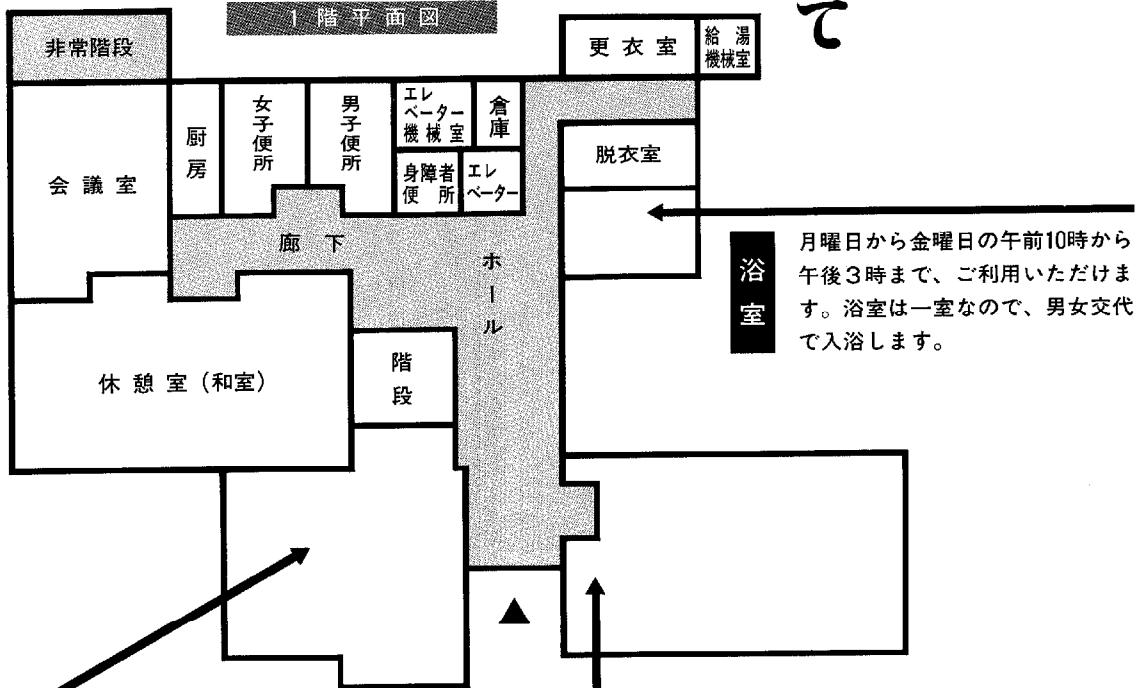 1階平面図
て
非常階段
更衣室
給湯
機械室
会議室
厨房
女子便所
男子便所
エレ
ベーター
機械室
倉庫
身障者
便所
エレ
ベーター
脱衣室
廊下
ホール
浴室
月曜日から金曜日の午前10時から
午後3時まで、ご利用いただけま
す。浴室は一室なので、男女交代
で入浴します。
階段
休憩室(和室)